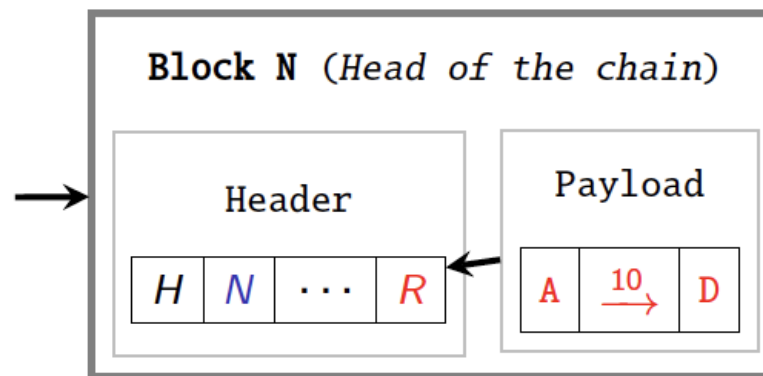 Block N (Head of the chain)
Header
H N ... R
Payload
A 10 D